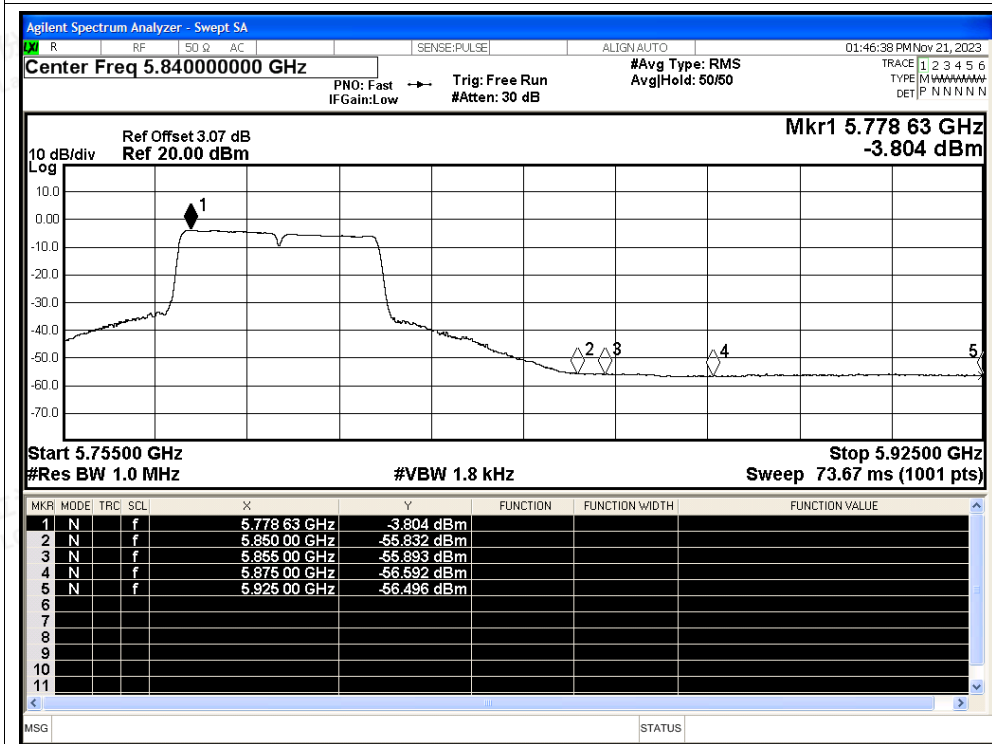 Agilent Spectrum Analyzer - Swept SA
LXI R RF 50 Ω AC SENSE:PULSE ALIGN AUTO 01:46:38 PM Nov 21, 2023
Center Freq 5.840000000 GHz #Avg Type: RMS TRACE 1 2 3 4 5 6
PNO: Fast Trig: Free Run Avg|Hold: 50/50 TYPE M
IFGain:Low #Atten: 30 dB DET P N N N N N
Mkr1 5.778 63 GHz
Ref Offset 3.07 dB
10 dB/div Ref 20.00 dBm -3.804 dBm
Log
10.0
1
0.00
-10.0
-20.0
-30.0
-40.0
-50.0
2 3 4 5
-60.0
-70.0
Start 5.75500 GHz Stop 5.92500 GHz
#Res BW 1.0 MHz #VBW 1.8 kHz Sweep 73.67 ms (1001 pts)
MKR MODE TRC SCL X Y FUNCTION FUNCTION WIDTH FUNCTION VALUE
1 N f 5.778 63 GHz -3.804 dBm
2 N f 5.850 00 GHz -55.832 dBm
3 N f 5.855 00 GHz -55.893 dBm
4 N f 5.875 00 GHz -56.592 dBm
5 N f 5.925 00 GHz -56.496 dBm
6
7
8
9
10
11
MSG STATUS